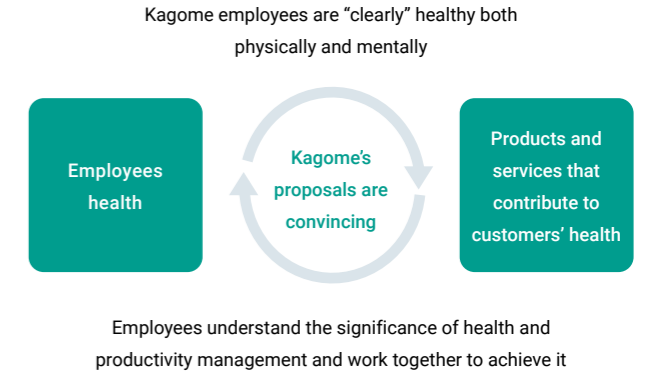 Kagome employees are “clearly” healthy both
physically and mentally
Employees
health
Kagome’s
proposals are
convincing
Products and
services that
contribute to
customers’ health
Employees understand the significance of health and
productivity management and work together to achieve it